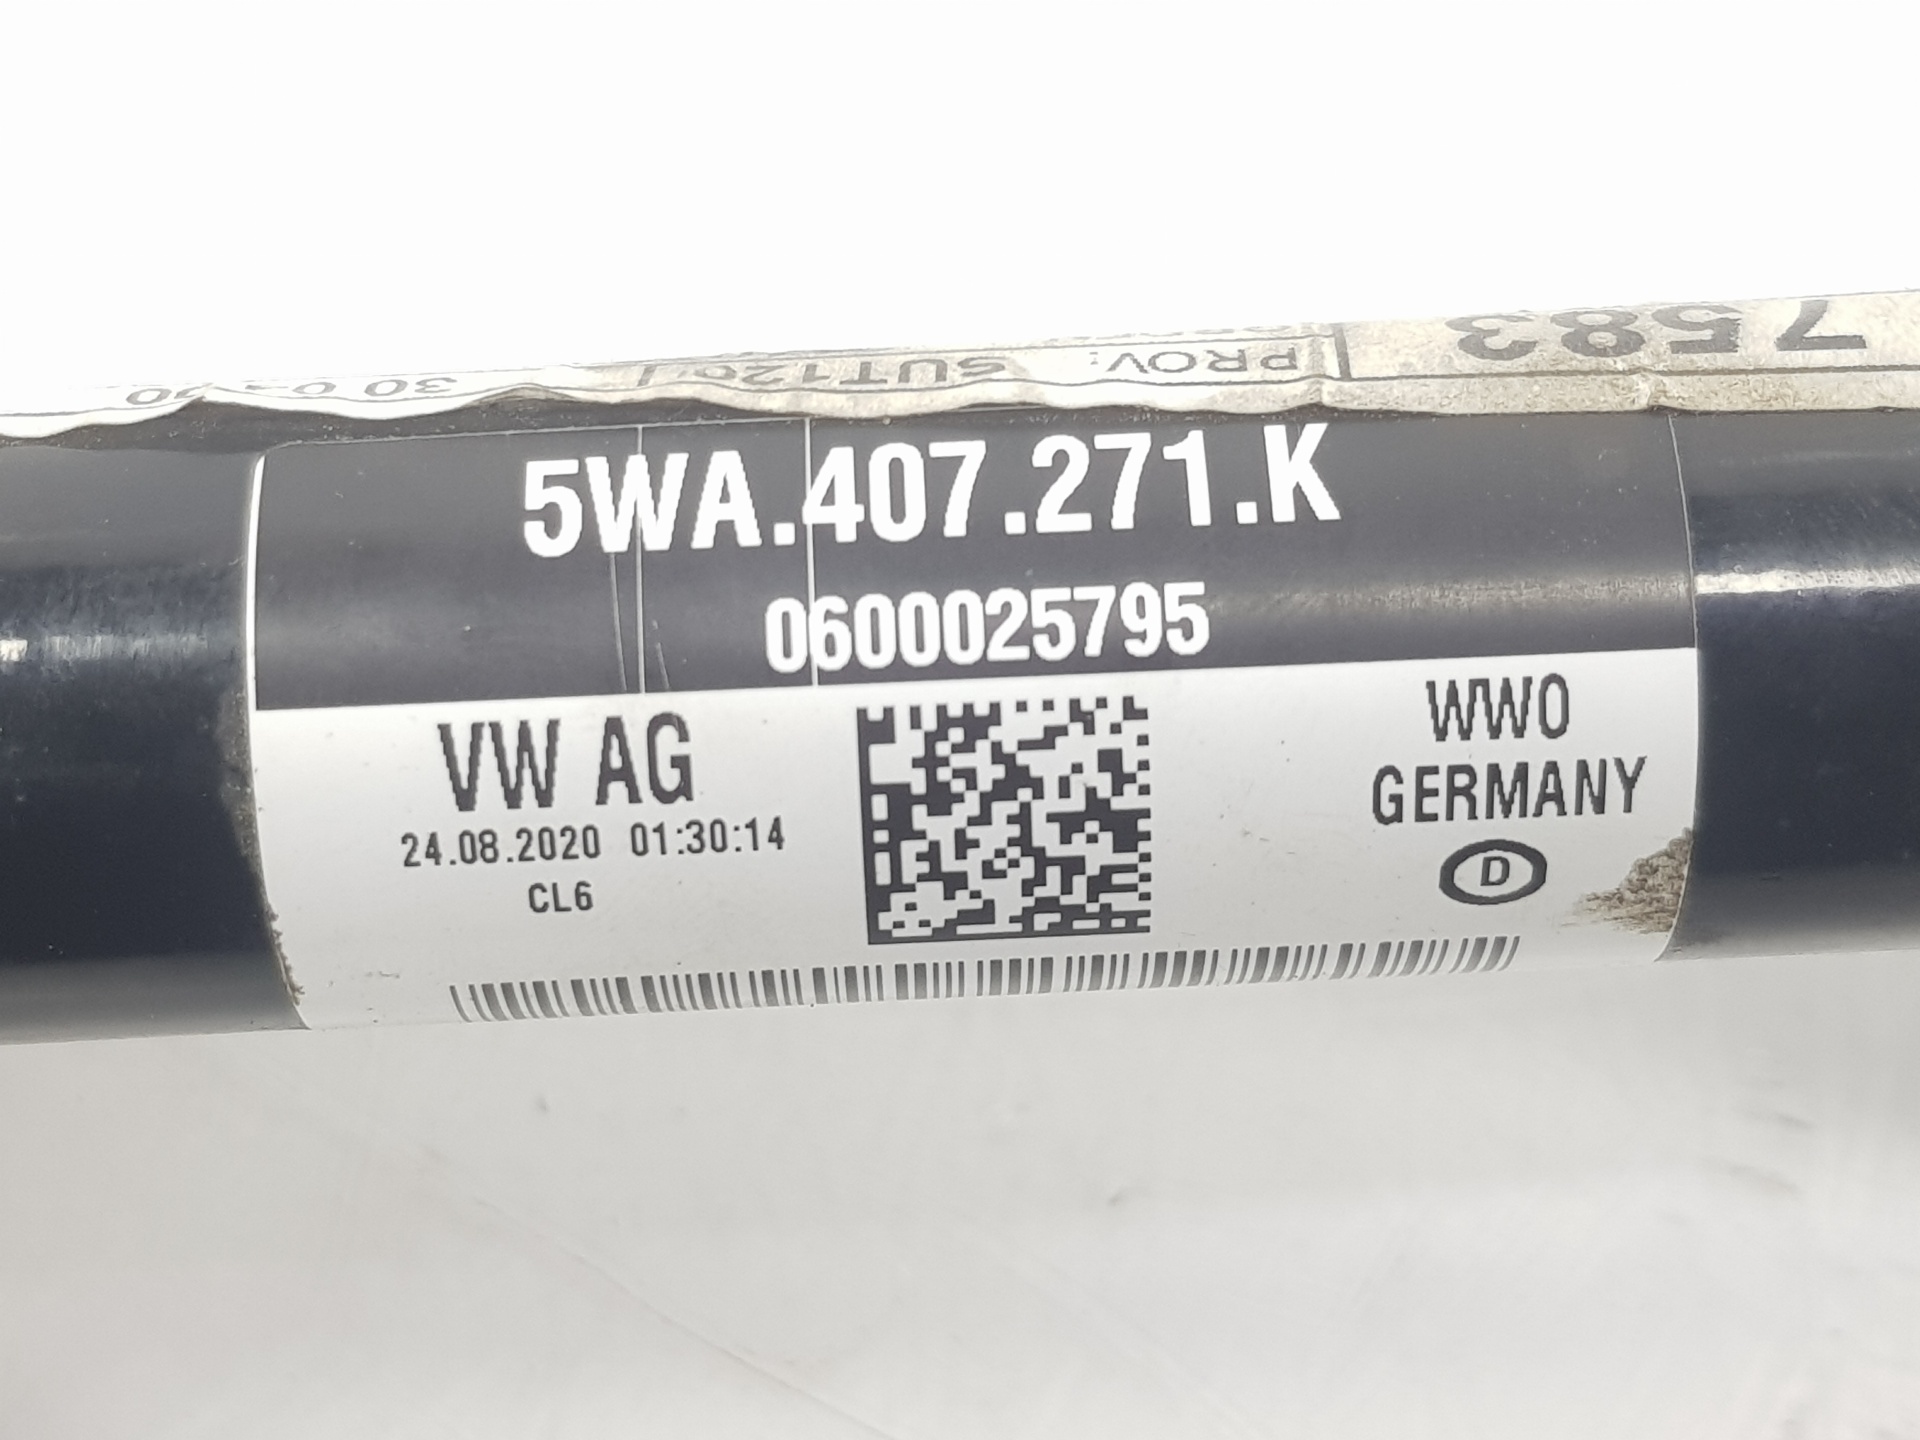 7583
PROV:
5WA.407.271.K
0600025795
VW AG
24.08.2020 01:30:14
CL6
WWO
GERMANY
D